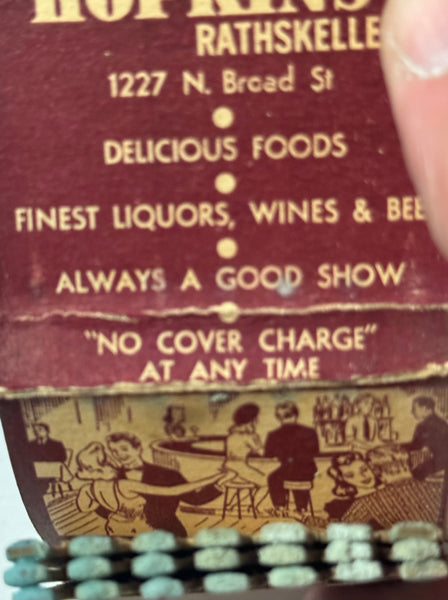 HOPKINS
RATHSKELLE
1227 N. Broad St
DELICIOUS FOODS
FINEST LIQUORS, WINES & BEE
ALWAYS A GOOD SHOW
"NO COVER CHARGE"
AT ANY TIME